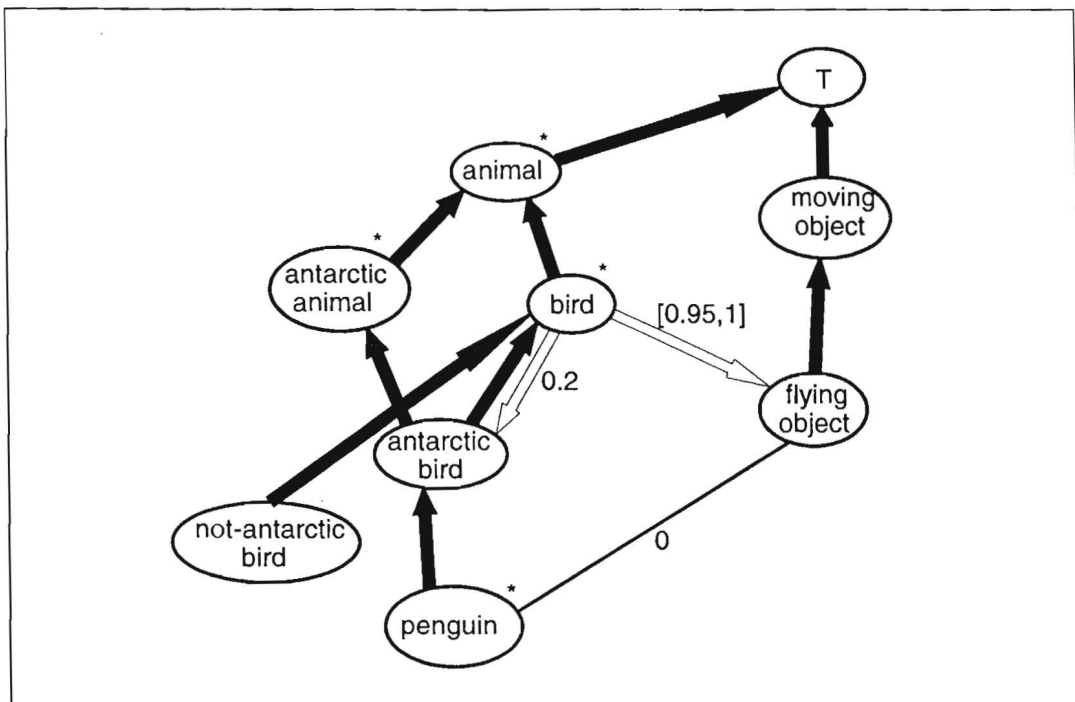 T
*
animal
moving
object
*
antarctic
animal
*
bird
[0.95,1]
0.2
flying
object
antarctic
bird
not-antarctic
bird
0
*
penguin